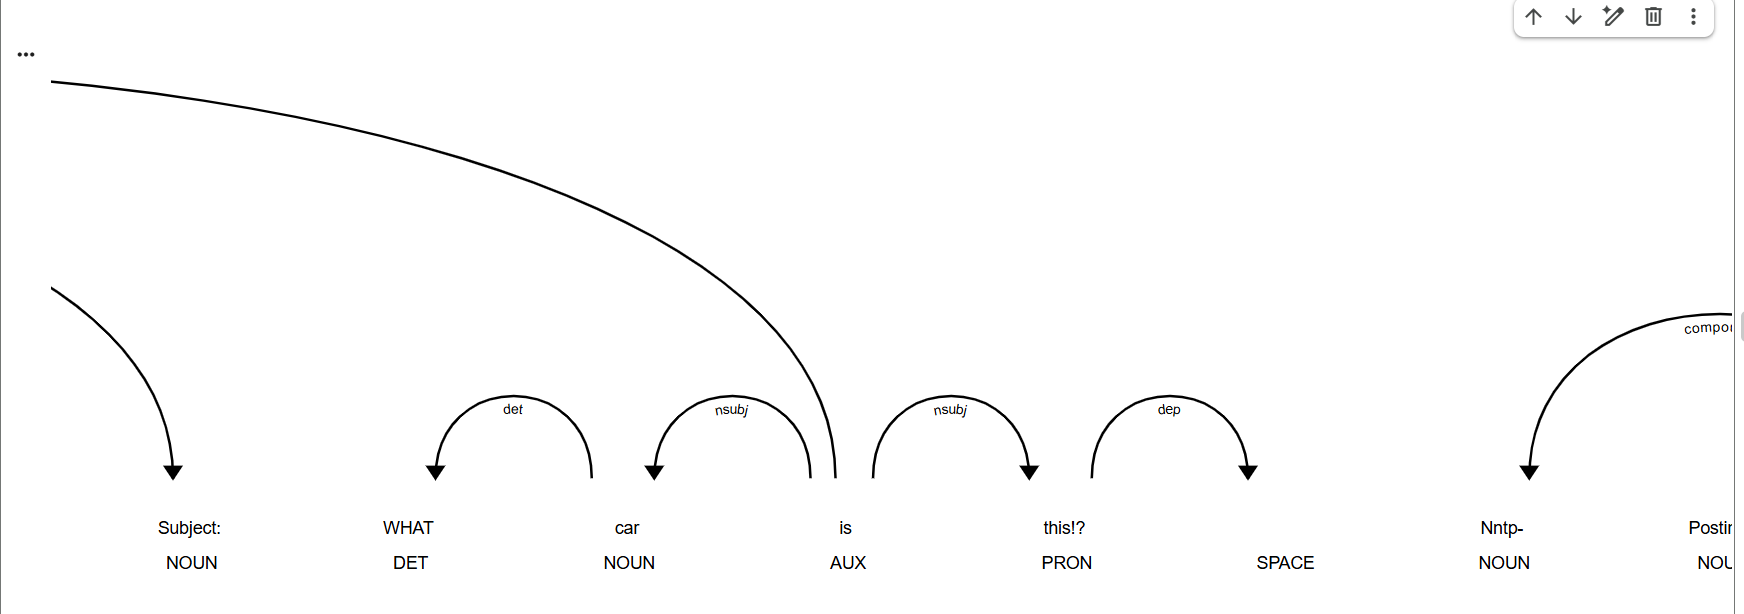 det nsubj nsubj dep
Subject: WHAT car is this!? Nntp-
NOUN DET NOUN AUX PRON SPACE NOUN